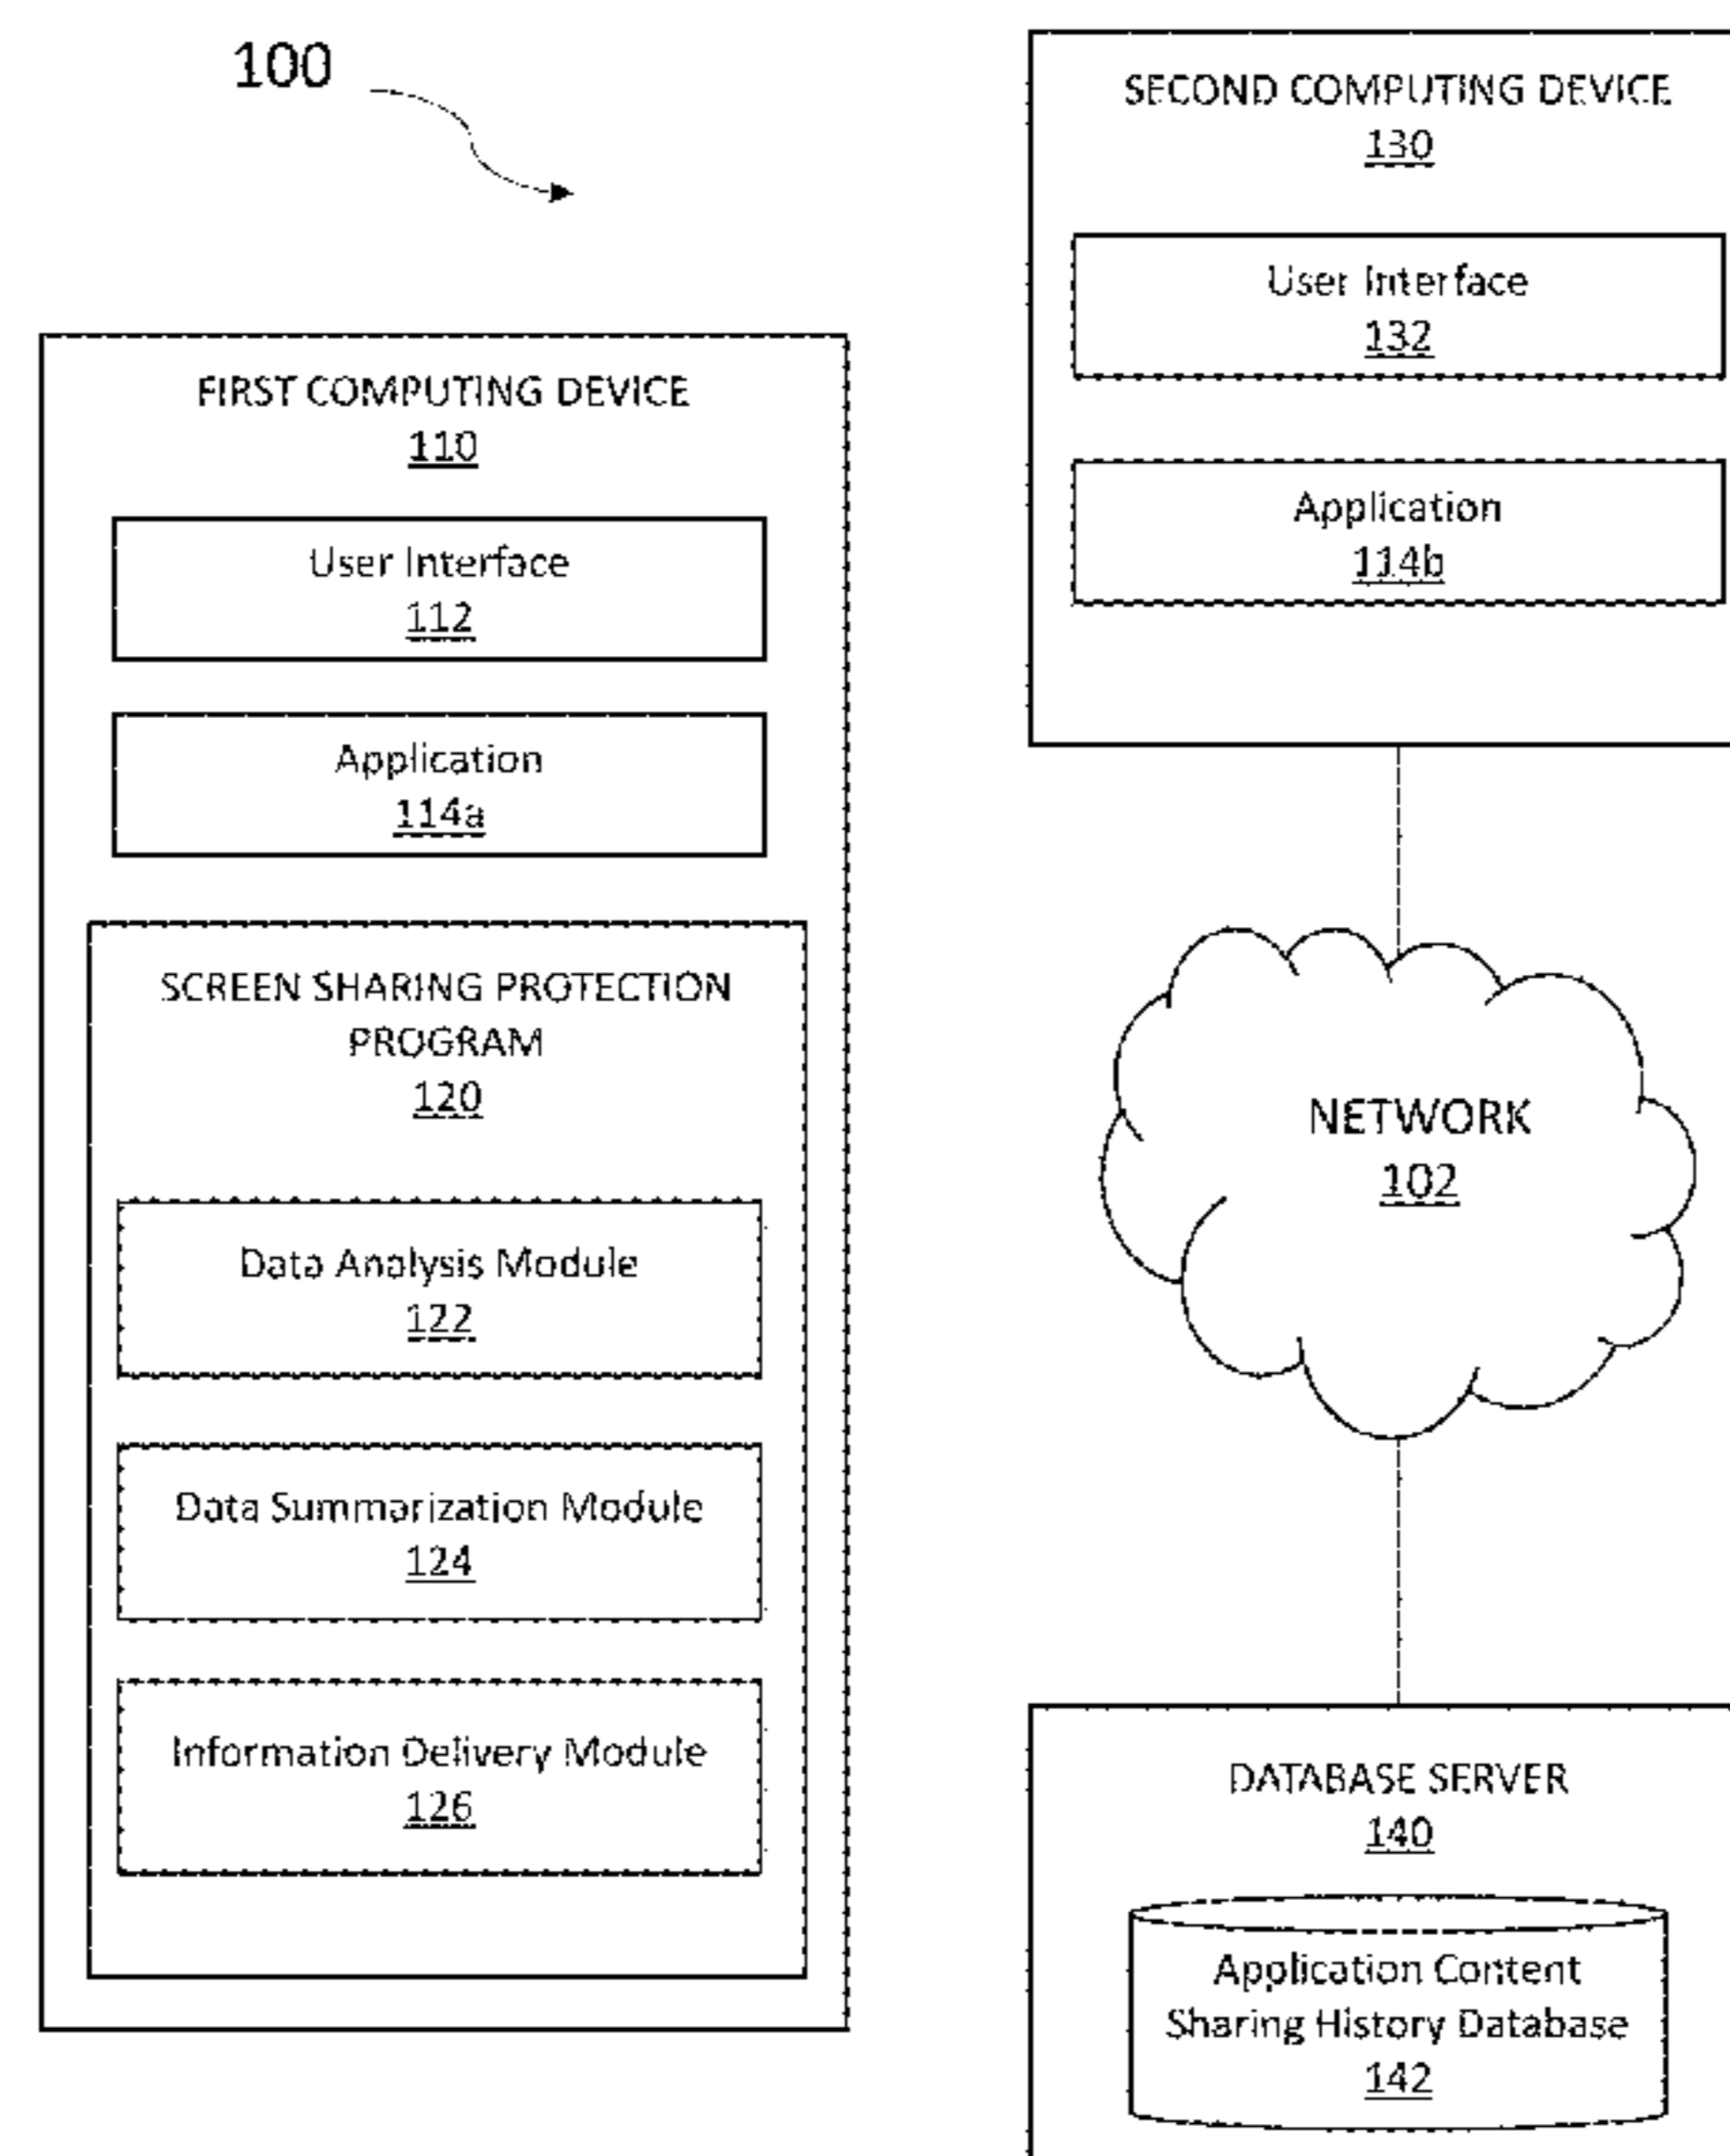 100
FIRST COMPUTING DEVICE
110
User Interface
112
Application
114a
SCREEN SHARING PROTECTION
PROGRAM
120
Data Analysis Module
122
Data Summarization Module
124
Information Delivery Module
126
SECOND COMPUTING DEVICE
130
User Interface
132
Application
114b
NETWORK
102
DATABASE SERVER
140
Application Content
Sharing History Database
142